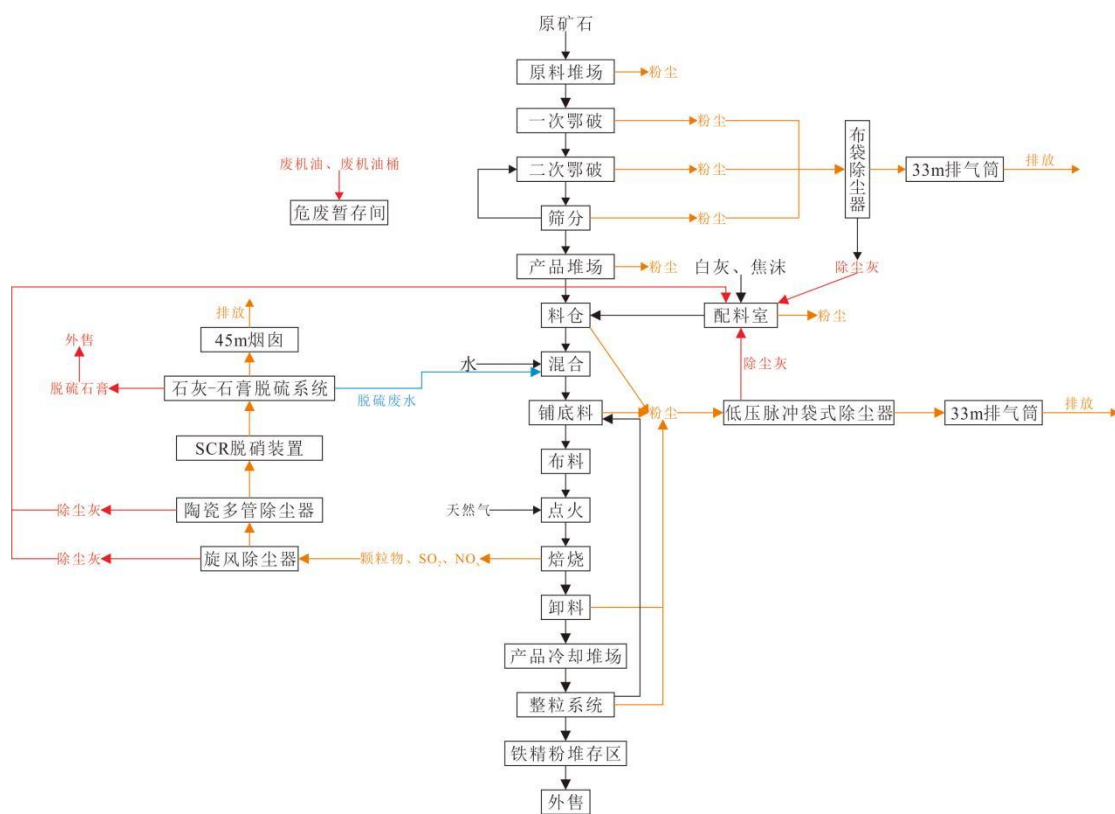 原矿石
原料堆场
粉尘
一次鄂破
粉尘
布袋除尘器
废机油、废机油桶
二次鄂破
粉尘
33m排气筒
排放
危废暂存间
筛分
粉尘
产品堆场
粉尘
白灰、焦沫
除尘灰
排放
料仓
配料室
粉尘
外售
45m烟囱
水
混合
除尘灰
脱硫石膏
石灰-石膏脱硫系统
脱硫废水
铺底料
粉尘
低压脉冲袋式除尘器
33m排气筒
排放
SCR脱硝装置
布料
除尘灰
陶瓷多管除尘器
天然气
点火
除尘灰
旋风除尘器
颗粒物、SO₂、NOₓ
焙烧
卸料
产品冷却堆场
整粒系统
铁精粉堆存区
外售